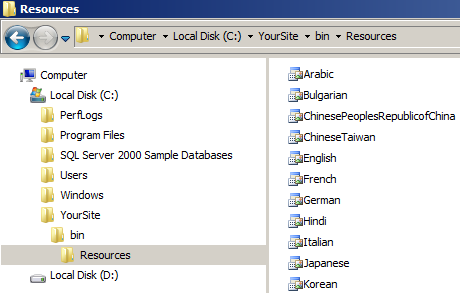 Resources
Computer Local Disk (C:) YourSite bin Resources
Computer
Local Disk (C:)
PerfLogs
Program Files
SQL Server 2000 Sample Databases
Users
Windows
YourSite
bin
Resources
Local Disk (D:)
Arabic
Bulgarian
ChinesePeoplesRepublicofChina
ChineseTaiwan
English
French
German
Hindi
Italian
Japanese
Korean